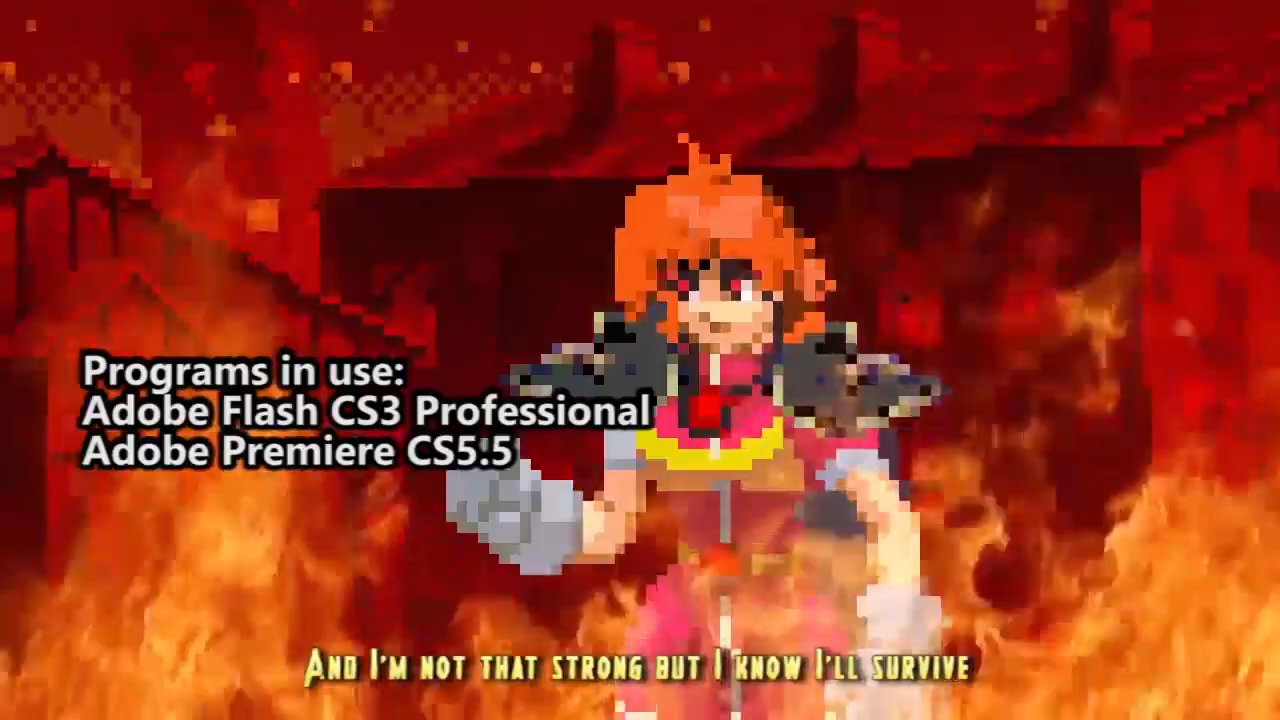 Programs in use:
Adobe Flash CS3 Professional
Adobe Premiere CS5.5
And I'm not that strong but I know I'll survive